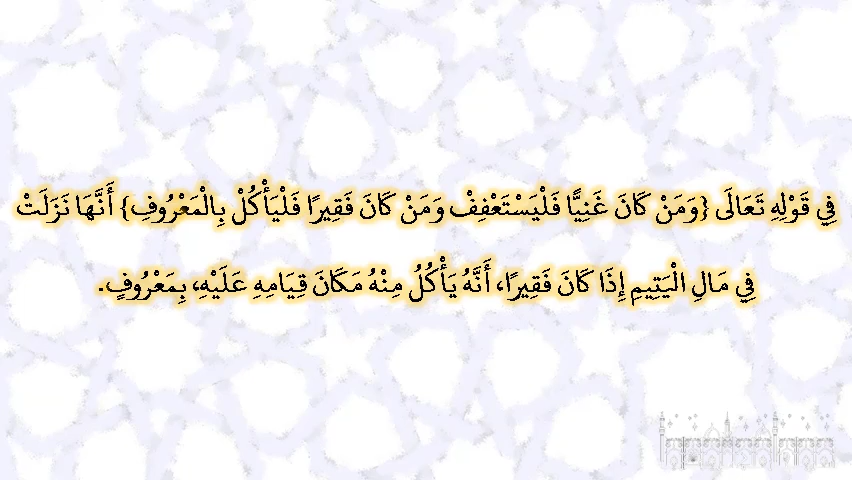 فِي قَوْلِهِ تَعَالَى {وَمَنْ كَانَ غَنِيًّا فَلْيَسْتَعْفِفْ وَمَنْ كَانَ فَقِيرًا فَلْيَأْكُلْ بِالْمَعْرُوفِ} أَنَّهَا نَزَلَتْ
فِي مَالِ الْيَتِيمِ إِذَا كَانَ فَقِيرًا، أَنَّهُ يَأْكُلُ مِنْهُ مَكَانَ قِيَامِهِ عَلَيْهِ، بِمَعْرُوفٍ.